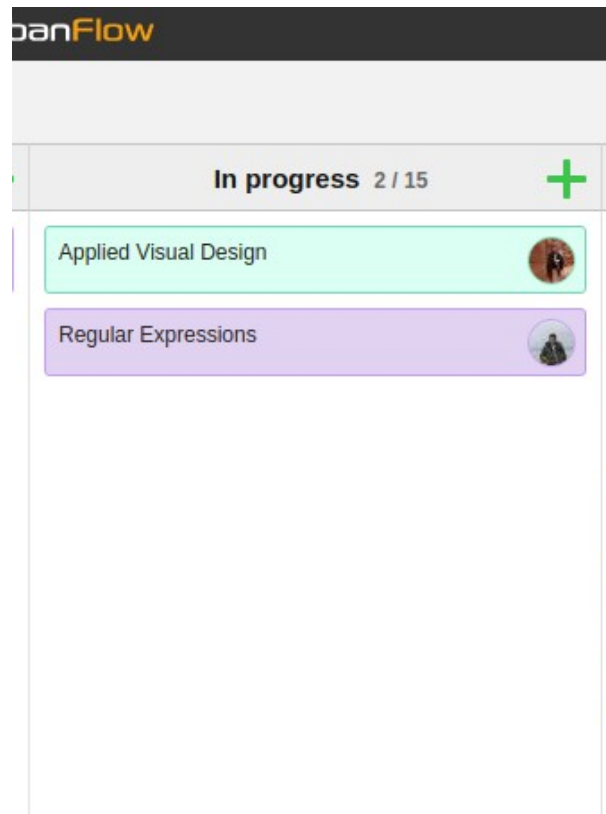 banFlow
In progress 2 / 15
Applied Visual Design
Regular Expressions